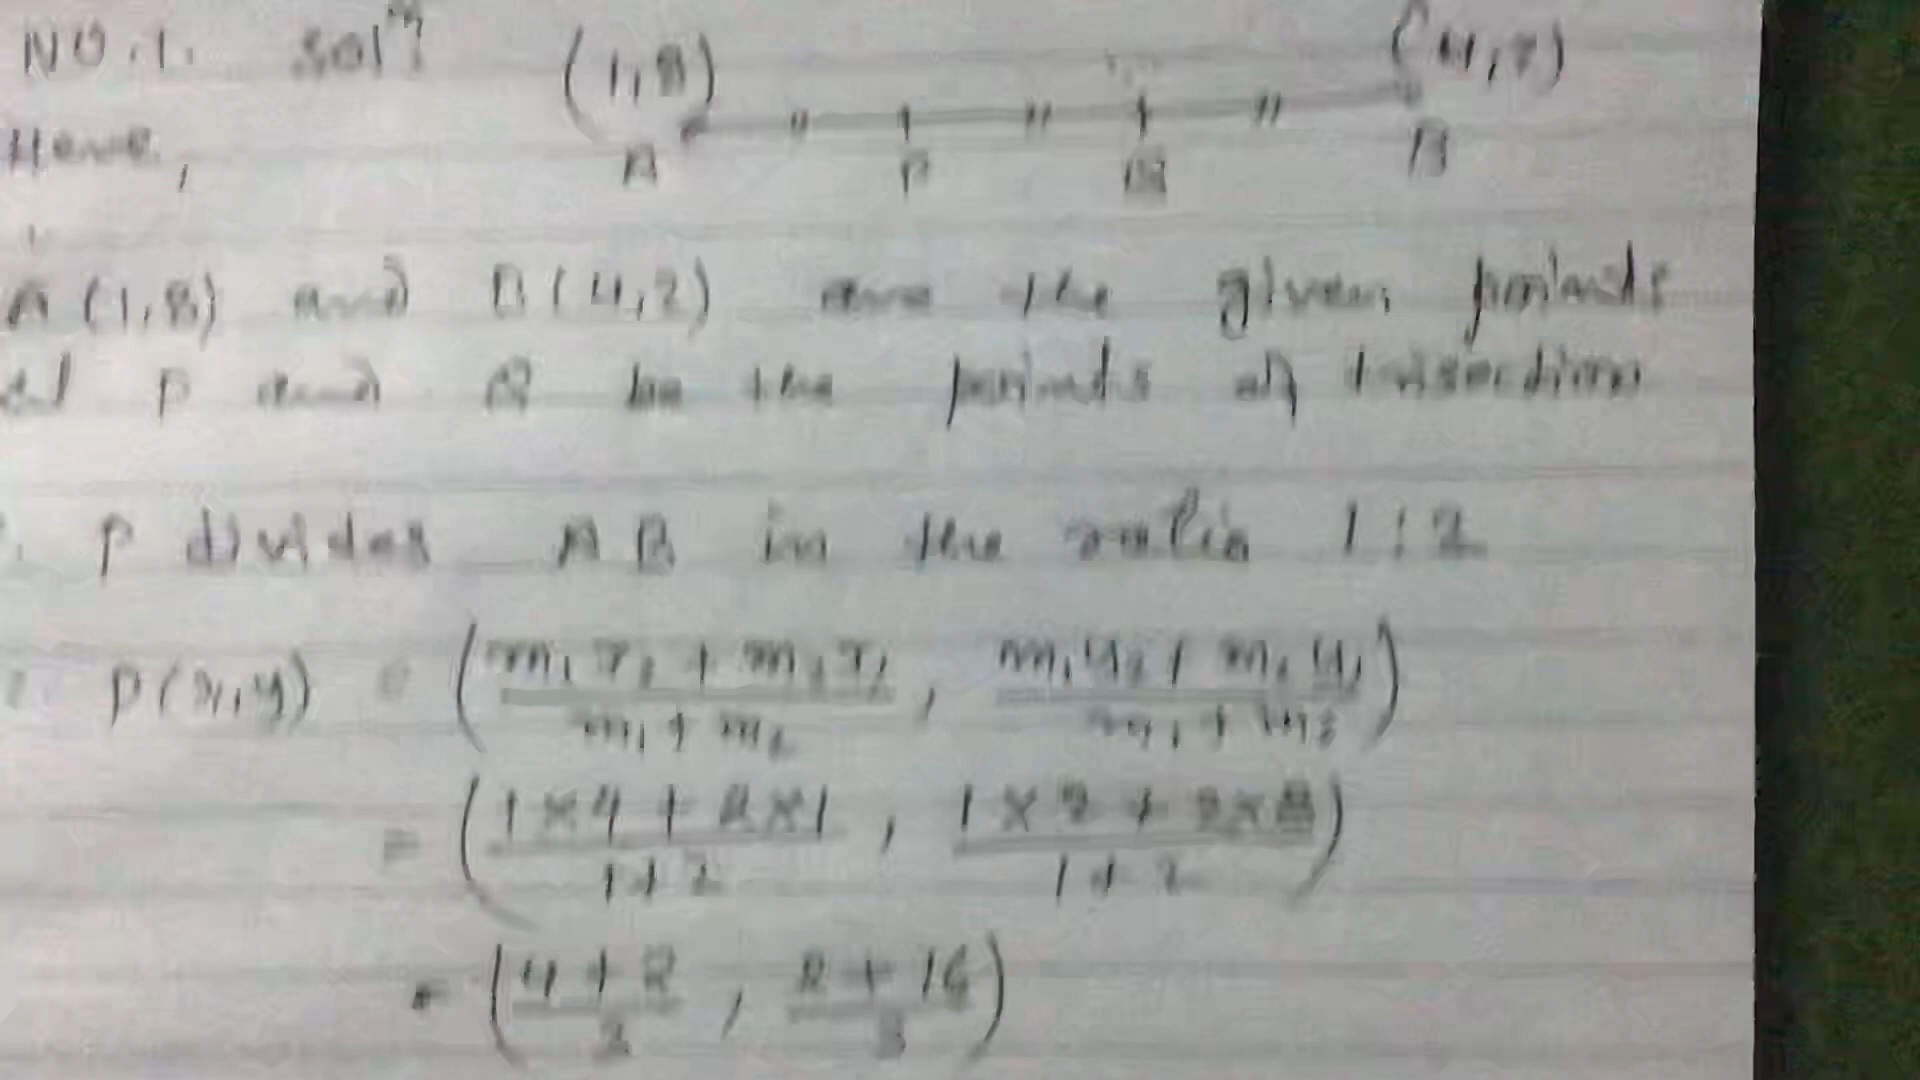 NO.1. Solⁿ (1,8) (4,2)
Here,
A P Q B
A (1,8) and B (4,2) are the given points
let P and Q be the points of trisection
P divides AB in the ratio 1:2
P(x,y) = (m₁x₂ + m₂x₁ / m₁ + m₂ , m₁y₂ + m₂y₁ / m₁ + m₂)
= (1×4 + 2×1 / 1+2 , 1×2 + 2×8 / 1+2)
= (4+2 / 3 , 2+16 / 3)